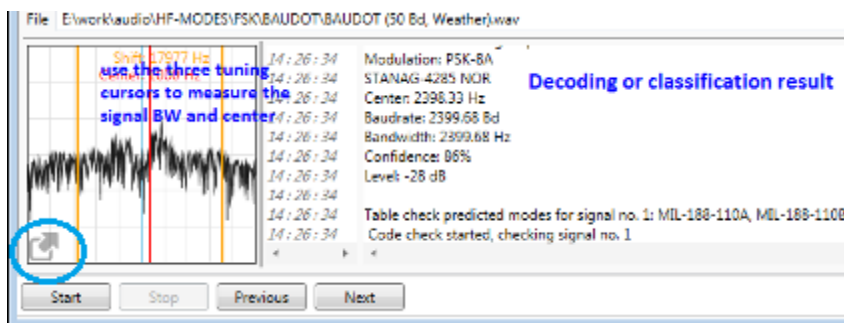 File E:\work\audio\HF-MODES\FSK\BAUDOT\BAUDOT (50 Bd, Weather).wav
Shift: 17977 Hz
use the three tuning
cursors to measure the
signal BW and center
14:26:34 Modulation: PSK-8A
14:26:34 STANAG-4285 NOR
14:26:34 Center: 2398.33 Hz
14:26:34 Baudrate: 2399.68 Bd
14:26:34 Bandwidth: 2399.68 Hz
14:26:34 Confidence: 86%
14:26:34 Level: -28 dB
14:26:34
14:26:34 Table check predicted modes for signal no. 1: MIL-188-110A, MIL-188-110B
14:26:34 Code check started, checking signal no. 1
Decoding or classification result
Start Stop Previous Next